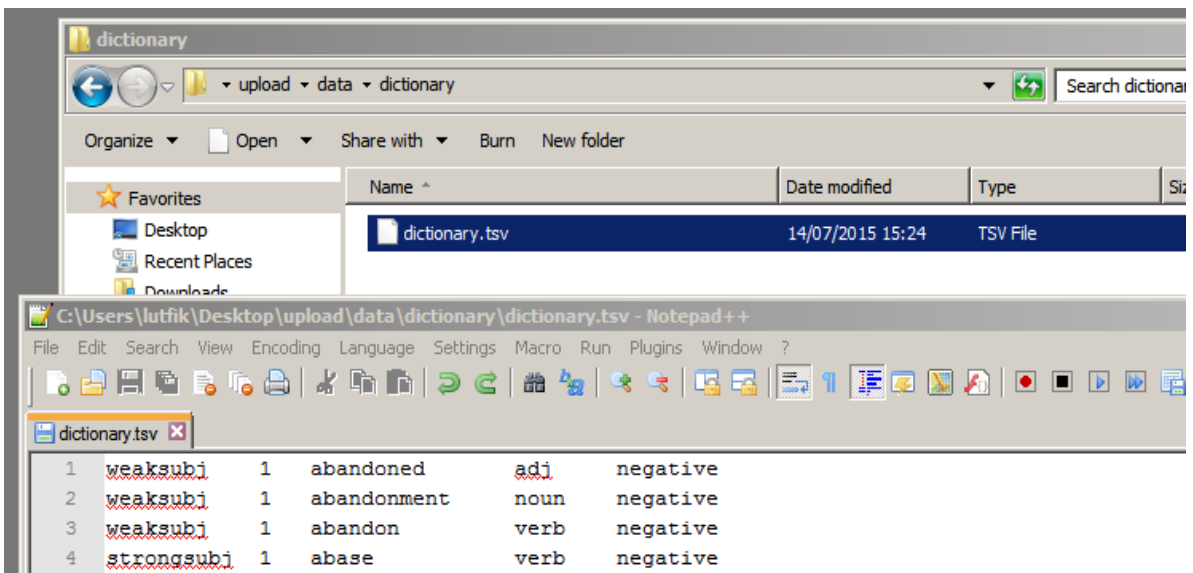 dictionary
upload data dictionary
Search dictionar
Organize Open Share with Burn New folder
Name Date modified Type Siz
Favorites
Desktop
Recent Places
Downloads
dictionary.tsv 14/07/2015 15:24 TSV File
C:\Users\lutfik\Desktop\upload\data\dictionary\dictionary.tsv - Notepad++
File Edit Search View Encoding Language Settings Macro Run Plugins Window ?
dictionary.tsv
1 weaksubj 1 abandoned adj negative
2 weaksubj 1 abandonment noun negative
3 weaksubj 1 abandon verb negative
4 strongsubj 1 abase verb negative